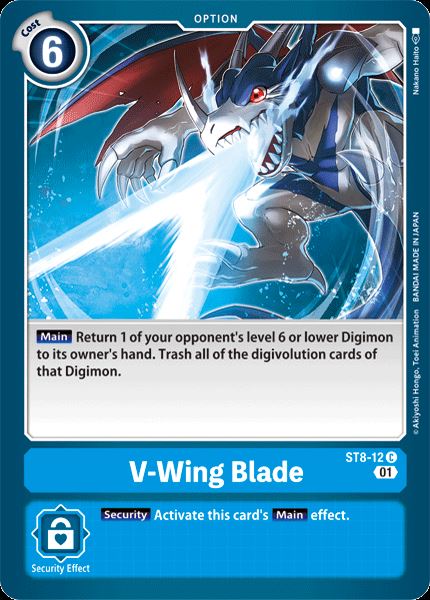 OPTION
Cost
6
Nakano Haito
© Akiyoshi Hongo, Toei Animation BANDAI MADE IN JAPAN
Main Return 1 of your opponent's level 6 or lower Digimon
to its owner's hand. Trash all of the digivolution cards of
that Digimon.
ST8-12 C
01
V-Wing Blade
Security Activate this card's Main effect.
Security Effect